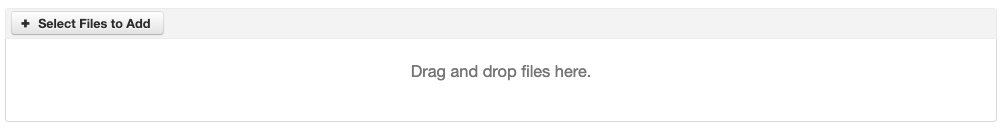 + Select Files to Add
Drag and drop files here.